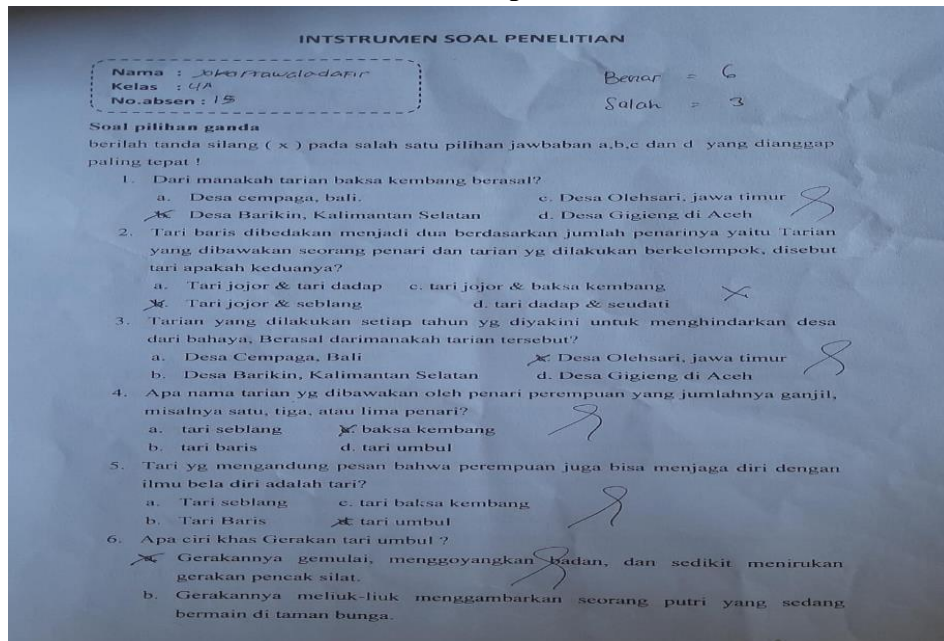 INTSTRUMEN SOAL PENELITIAN
Nama :
Kelas : 4A
No.absen : 15
Benar = 6
Salah = 3
Soal pilihan ganda
berilah tanda silang ( x ) pada salah satu pilihan jawbaban a,b,c dan d yang dianggap
paling tepat !
1. Dari manakah tarian baksa kembang berasal?
a. Desa cempaga, bali. c. Desa Olehsari, jawa timur
Desa Barikin, Kalimantan Selatan d. Desa Gigieng di Aceh
2. Tari baris dibedakan menjadi dua berdasarkan jumlah penarinya yaitu Tarian
yang dibawakan seorang penari dan tarian yg dilakukan berkelompok, disebut
tari apakah keduanya?
a. Tari jojor & tari dadap c. tari jojor & baksa kembang
Tari jojor & seblang d. tari dadap & seudati
3. Tarian yang dilakukan setiap tahun yg diyakini untuk menghindarkan desa
dari bahaya, Berasal darimanakah tarian tersebut?
a. Desa Cempaga, Bali Desa Olehsari, jawa timur
b. Desa Barikin, Kalimantan Selatan d. Desa Gigieng di Aceh
4. Apa nama tarian yg dibawakan oleh penari perempuan yang jumlahnya ganjil,
misalnya satu, tiga, atau lima penari?
a. tari seblang baksa kembang
b. tari baris d. tari umbul
5. Tari yg mengandung pesan bahwa perempuan juga bisa menjaga diri dengan
ilmu bela diri adalah tari?
a. Tari seblang c. tari baksa kembang
b. Tari Baris tari umbul
6. Apa ciri khas Gerakan tari umbul ?
Gerakannya gemulai, menggoyangkan badan, dan sedikit menirukan
gerakan pencak silat.
b. Gerakannya meliuk-liuk menggambarkan seorang putri yang sedang
bermain di taman bunga.